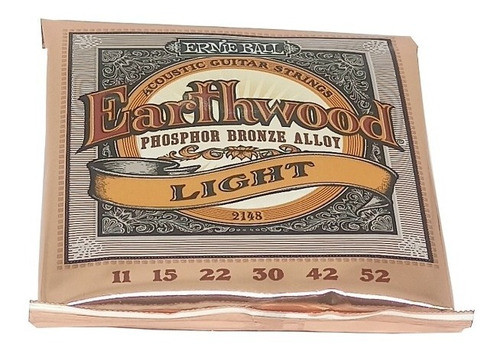 ERNIE BALL
ACOUSTIC GUITAR STRINGS
Earthwood
PHOSPHOR BRONZE ALLOY
LIGHT
2148
11 15 22 30 42 52